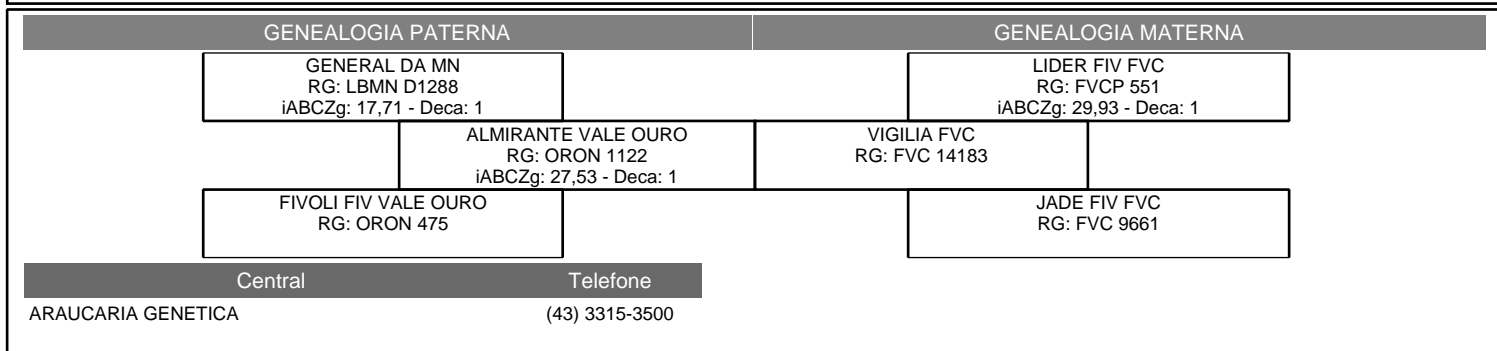 GENEALOGIA PATERNA
GENEALOGIA MATERNA
GENERAL DA MN
RG: LBMN D1288
iABCZg: 17,71 - Deca: 1
LIDER FIV FVC
RG: FVCP 551
iABCZg: 29,93 - Deca: 1
ALMIRANTE VALE OURO
RG: ORON 1122
iABCZg: 27,53 - Deca: 1
VIGILIA FVC
RG: FVC 14183
FIVOLI FIV VALE OURO
RG: ORON 475
JADE FIV FVC
RG: FVC 9661
Central Telefone
ARAUCARIA GENETICA (43) 3315-3500